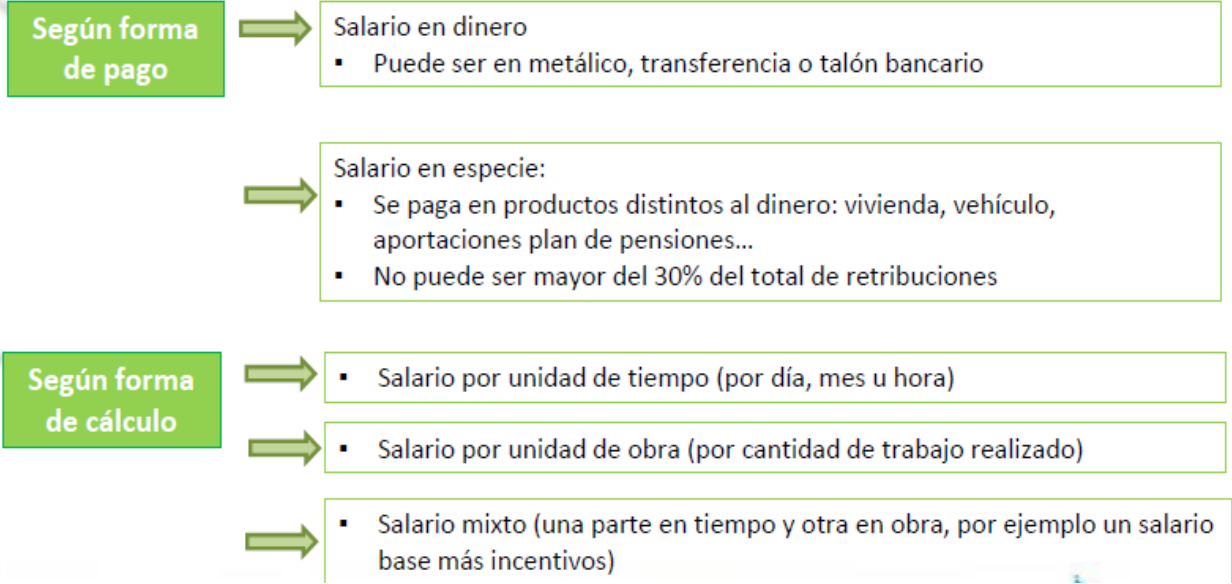 Según forma
de pago
Salario en dinero
▪ Puede ser en metálico, transferencia o talón bancario
Salario en especie:
▪ Se paga en productos distintos al dinero: vivienda, vehículo,
aportaciones plan de pensiones...
▪ No puede ser mayor del 30% del total de retribuciones
Según forma
de cálculo
▪ Salario por unidad de tiempo (por día, mes u hora)
▪ Salario por unidad de obra (por cantidad de trabajo realizado)
▪ Salario mixto (una parte en tiempo y otra en obra, por ejemplo un salario
base más incentivos)